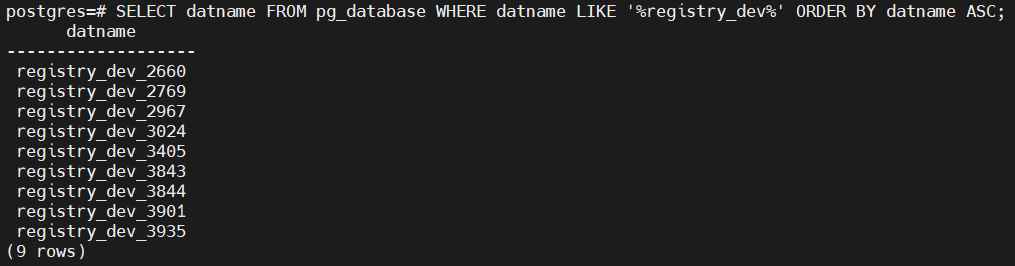 postgres=# SELECT datname FROM pg_database WHERE datname LIKE '%registry_dev%' ORDER BY datname ASC;
datname
-------------------
registry_dev_2660
registry_dev_2769
registry_dev_2967
registry_dev_3024
registry_dev_3405
registry_dev_3843
registry_dev_3844
registry_dev_3901
registry_dev_3935
(9 rows)